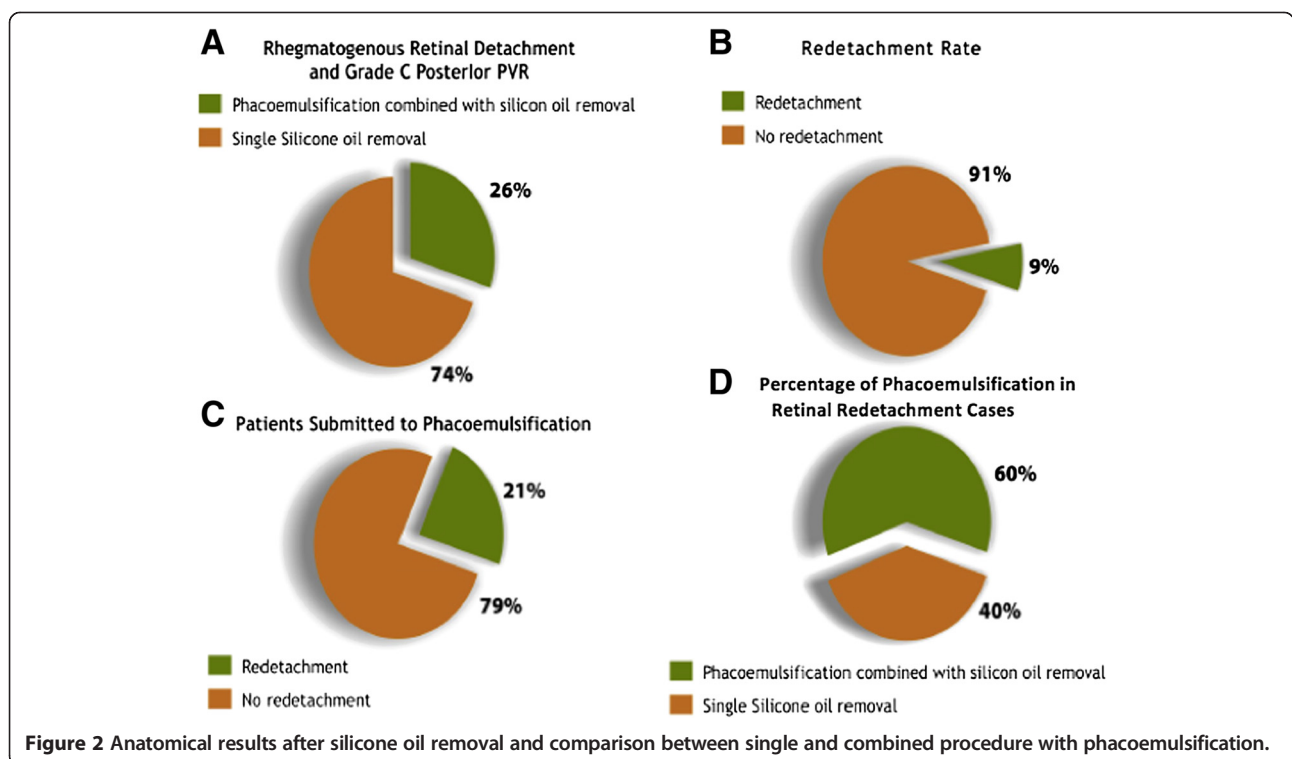 A
Rhegmatogenous Retinal Detachment
and Grade C Posterior PVR
Phacoemulsification combined with silicon oil removal
Single Silicone oil removal
26%
74%
B
Redetachment Rate
Redetachment
No redetachment
91%
9%
C
Patients Submitted to Phacoemulsification
21%
79%
Redetachment
No redetachment
D
Percentage of Phacoemulsification in
Retinal Redetachment Cases
60%
40%
Phacoemulsification combined with silicon oil removal
Single Silicone oil removal
Figure 2 Anatomical results after silicone oil removal and comparison between single and combined procedure with phacoemulsification.